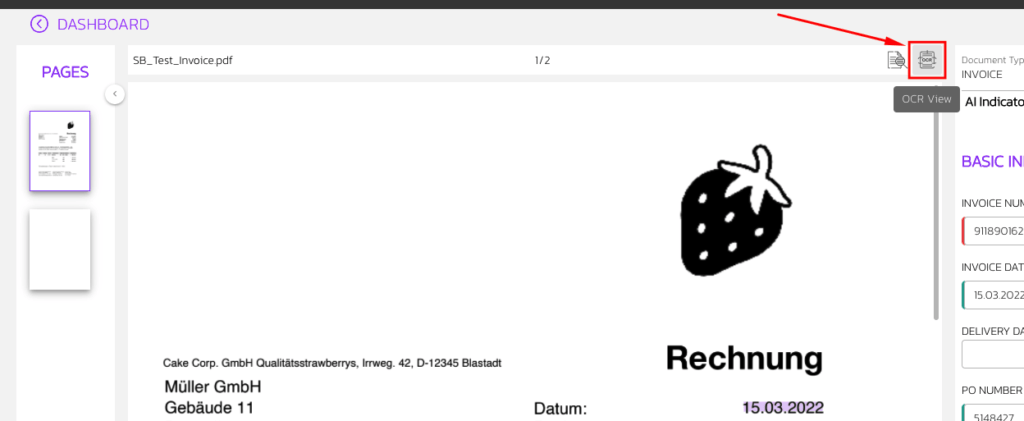 DASHBOARD
PAGES
SB_Test_Invoice.pdf
1/2
OCR
OCR View
Cake Corp. GmbH Qualitätsstrawberrys, Irrweg. 42, D-12345 Blastadt
Müller GmbH
Gebäude 11
Rechnung
Datum: 15.03.2022
Document Typ
INVOICE
AI Indicato
BASIC IN
INVOICE NUM
911890162
INVOICE DAT
15.03.2022
DELIVERY DA
PO NUMBER
5148427